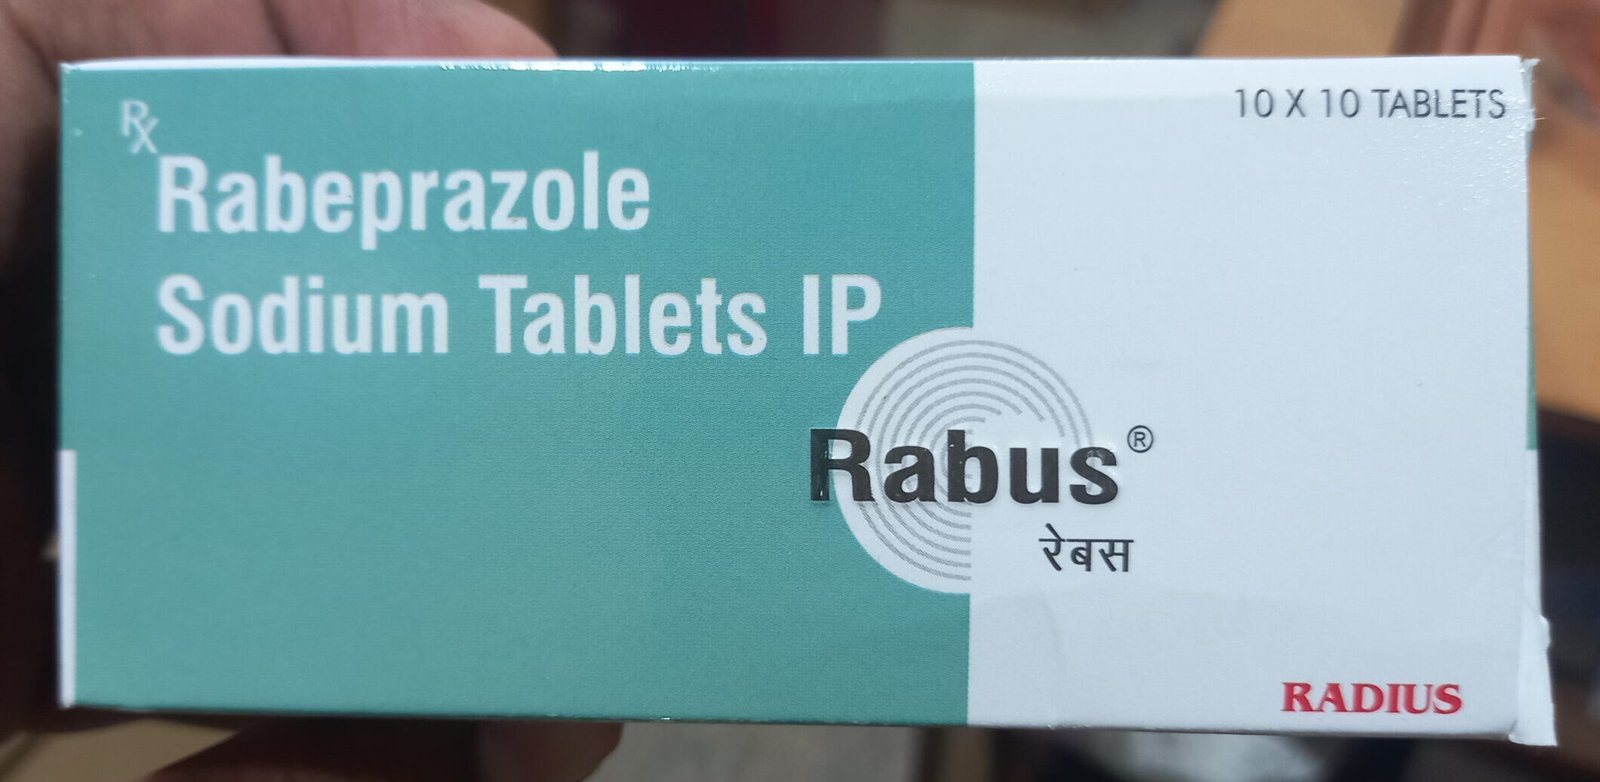 10 X 10 TABLETS
Rx
Rabeprazole
Sodium Tablets IP
Rabus®
रेबस
RADIUS